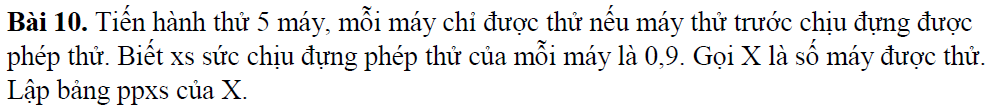 Bài 10. Tiến hành thử 5 máy, mỗi máy chỉ được thử nếu máy thử trước chịu đựng được
phép thử. Biết xs sức chịu đựng phép thử của mỗi máy là 0,9. Gọi X là số máy được thử.
Lập bảng ppxs của X.